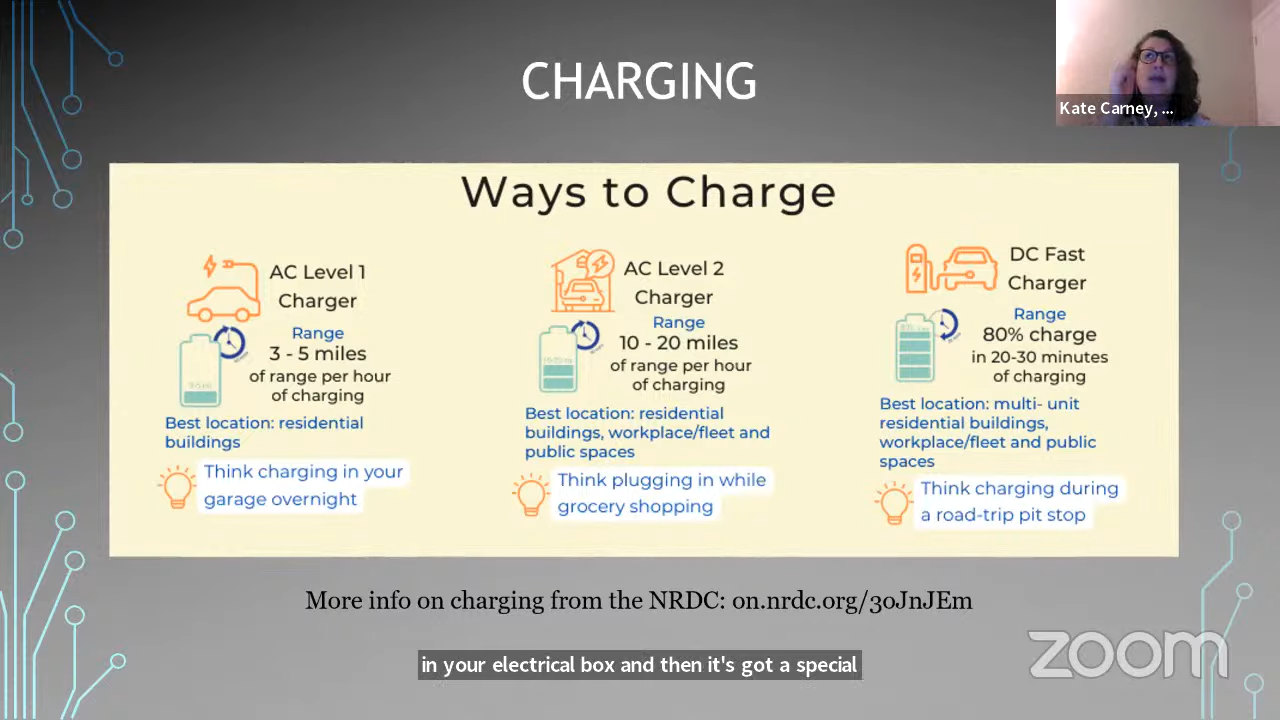 CHARGING
Kate Carney, ...
Ways to Charge
AC Level 1
Charger
Range
3 - 5 miles
of range per hour
of charging
Best location: residential
buildings
Think charging in your
garage overnight
AC Level 2
Charger
Range
10 - 20 miles
of range per hour
of charging
Best location: residential
buildings, workplace/fleet and
public spaces
Think plugging in while
grocery shopping
DC Fast
Charger
Range
80% charge
in 20-30 minutes
of charging
Best location: multi- unit
residential buildings,
workplace/fleet and public
spaces
Think charging during
a road-trip pit stop
More info on charging from the NRDC: on.nrdc.org/3oJnJEm
in your electrical box and then it's got a special
zoom